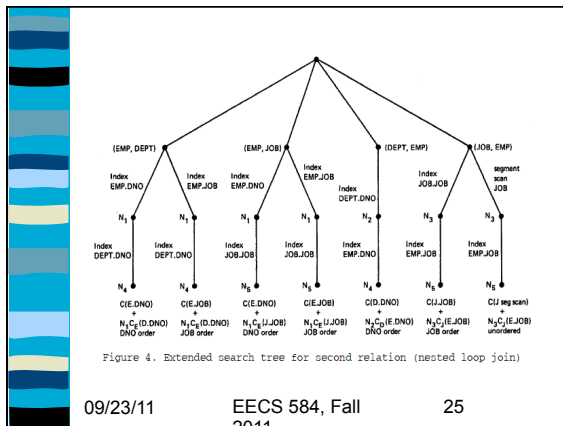 (EMP, DEPT) (EMP, JOB) (DEPT, EMP) (JOB, EMP)
Index EMP.DNO
Index EMP.JOB
Index EMP.DNO
Index EMP.JOB
Index DEPT.DNO
Index JOB.JOB
segment scan JOB
N1 N1 N1 N1 N2 N3 N3
Index DEPT.DNO
Index DEPT.DNO
Index JOB.JOB
Index JOB.JOB
Index EMP.DNO
Index EMP.JOB
Index EMP.JOB
N4 N4 N5 N5 N4 N5 N5
C(E.DNO) + N1CE(D.DNO) DNO order
C(E.JOB) + N1CE(D.DNO) JOB order
C(E.DNO) + N1CE(J.JOB) DNO order
C(E.JOB) + N1CE(J.JOB) JOB order
C(D.DNO) + N2CD(E.DNO) DNO order
C(J.JOB) + N3CJ(E.JOB) JOB order
C(J seg scan) + N3CJ(E.JOB) unordered
Figure 4. Extended search tree for second relation (nested loop join)
09/23/11 EECS 584, Fall 25
2011